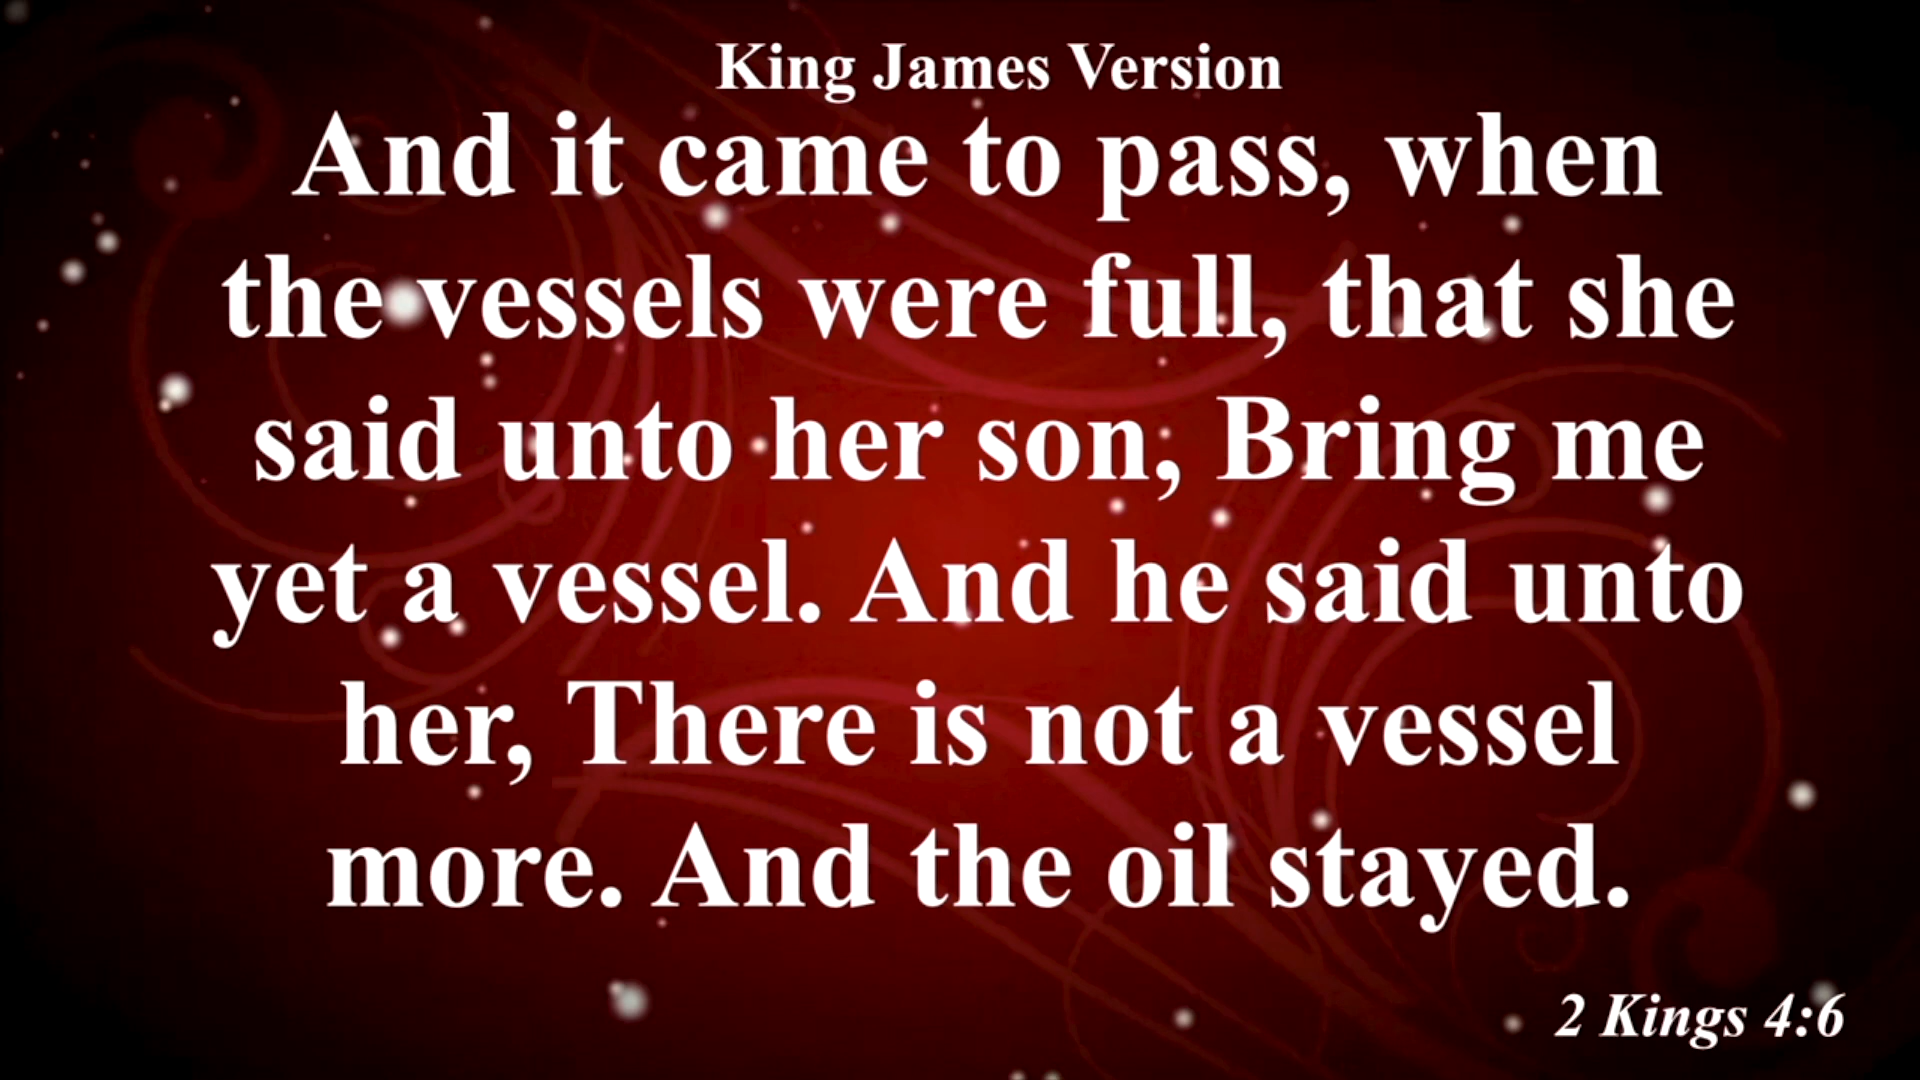 King James Version
And it came to pass, when
the vessels were full, that she
said unto her son, Bring me
yet a vessel. And he said unto
her, There is not a vessel
more. And the oil stayed.
2 Kings 4:6